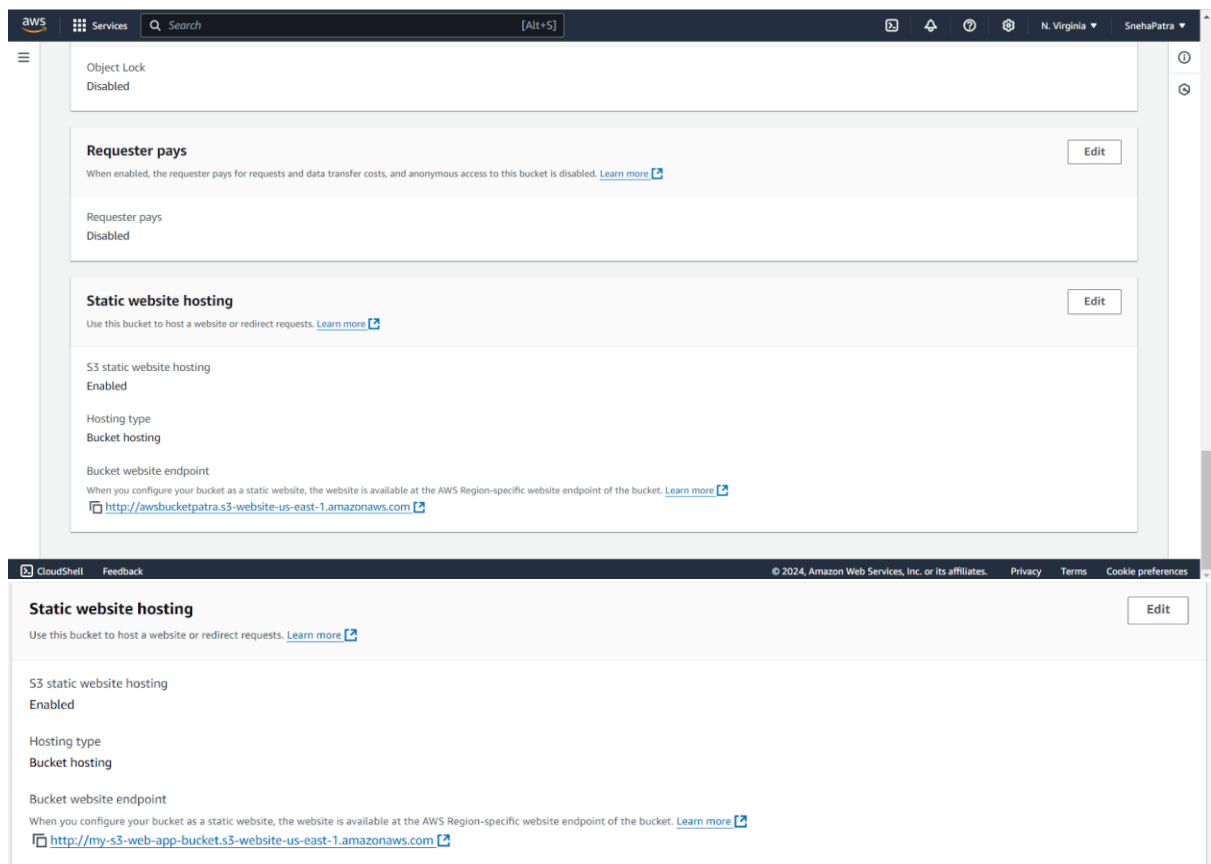 aws Services Search [Alt+S] N. Virginia SnehaPatra
Object Lock
Disabled
Requester pays Edit
When enabled, the requester pays for requests and data transfer costs, and anonymous access to this bucket is disabled. Learn more
Requester pays
Disabled
Static website hosting Edit
Use this bucket to host a website or redirect requests. Learn more
S3 static website hosting
Enabled
Hosting type
Bucket hosting
Bucket website endpoint
When you configure your bucket as a static website, the website is available at the AWS Region-specific website endpoint of the bucket. Learn more
http://awsbucketpatra.s3-website-us-east-1.amazonaws.com
CloudShell Feedback © 2024, Amazon Web Services, Inc. or its affiliates. Privacy Terms Cookie preferences
Static website hosting Edit
Use this bucket to host a website or redirect requests. Learn more
S3 static website hosting
Enabled
Hosting type
Bucket hosting
Bucket website endpoint
When you configure your bucket as a static website, the website is available at the AWS Region-specific website endpoint of the bucket. Learn more
http://my-s3-web-app-bucket.s3-website-us-east-1.amazonaws.com